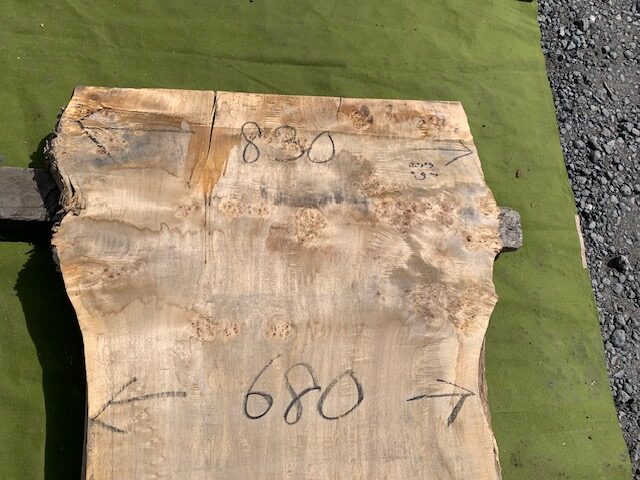 ← 830 →
← 680 →